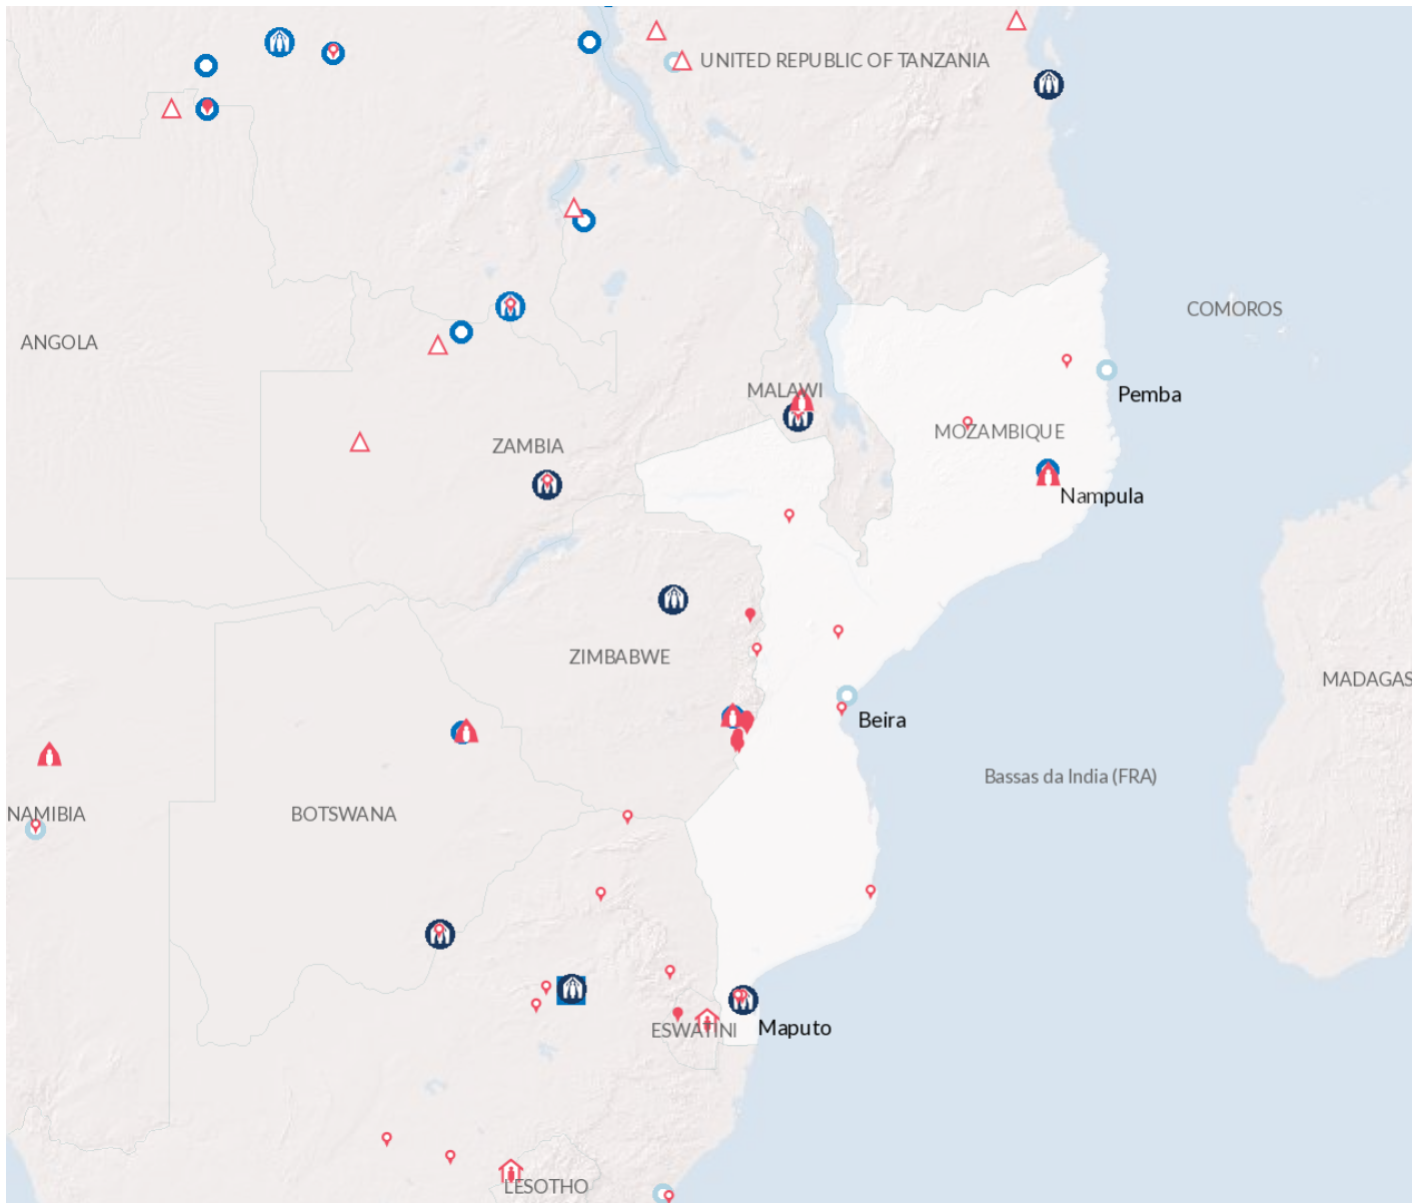 UNITED REPUBLIC OF TANZANIA
COMOROS
ANGOLA
MALAWI
Pemba
MOZAMBIQUE
ZAMBIA
Nampula
ZIMBABWE
MADAGAS
Beira
Bassas da India (FRA)
NAMIBIA
BOTSWANA
ESWATINI
Maputo
LESOTHO